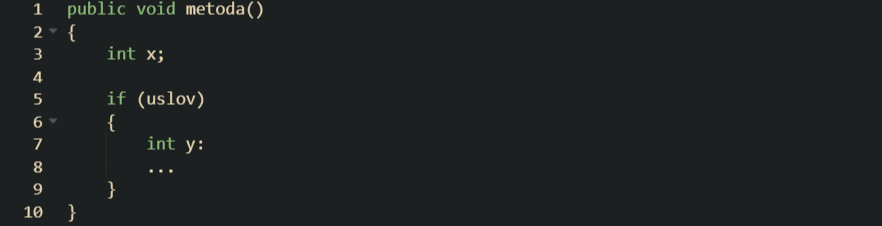 1 public void metoda()
2 {
3     int x;
4
5     if (uslov)
6     {
7         int y:
8         ...
9     }
10 }